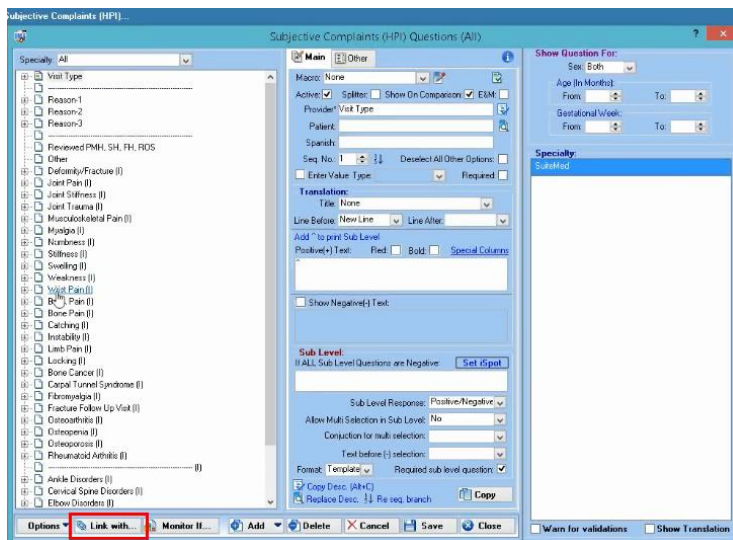 Subjective Complaints (HPI)...
Subjective Complaints (HPI) Questions (All)
?
Specialty: All
Visit Type
Reason-1
Reason-2
Reason-3
Reviewed PMH, SH, FH, ROS
Other
Deformity/Fracture (I)
Joint Pain (I)
Joint Stiffness (I)
Joint Trauma (I)
Musculoskeletal Pain (I)
Myalgia (I)
Numbness (I)
Stiffness (I)
Swelling (I)
Weakness (I)
Wrist Pain (I)
Pain (I)
Bone Pain (I)
Catching (I)
Instability (I)
Limb Pain (I)
Locking (I)
Bone Cancer (I)
Carpal Tunnel Syndrome (I)
Fibromyalgia (I)
Fracture Follow Up Visit (I)
Osteoarthritis (I)
Osteopenia (I)
Osteoporosis (I)
Rheumatoid Arthritis (I)
(I)
Ankle Disorders (I)
Cervical Spine Disorders (I)
Elbow Disorders (I)
Main Other
Macro: None
Active: Splitter: Show On Comparison: E&M:
Provider* Visit Type
Patient:
Spanish:
Seq. No.: 1 Deselect All Other Options:
Enter Value Type: Required
Translation:
Title: None
Line Before: New Line Line After:
Add ^ to print Sub Level
Positive(+) Text: Red: Bold: Special Columns
^
Show Negative(-) Text:
Sub Level:
If ALL Sub Level Questions are Negative: Set iSpot
Sub Level Response: Positive/Negative
Allow Multi Selection in Sub Level: No
Conjuction for multi selection:
Text before (-) selection:
Format: Template Required sub level question:
Copy Desc. (Alt+C)
Replace Desc. Re seq. branch Copy
Show Question For:
Sex: Both
Age (In Months):
From: To:
Gestational Week:
From: To:
Specialty:
SuiteMed
Options Link with... Monitor If... Add Delete Cancel Save Close
Warn for validations Show Translation